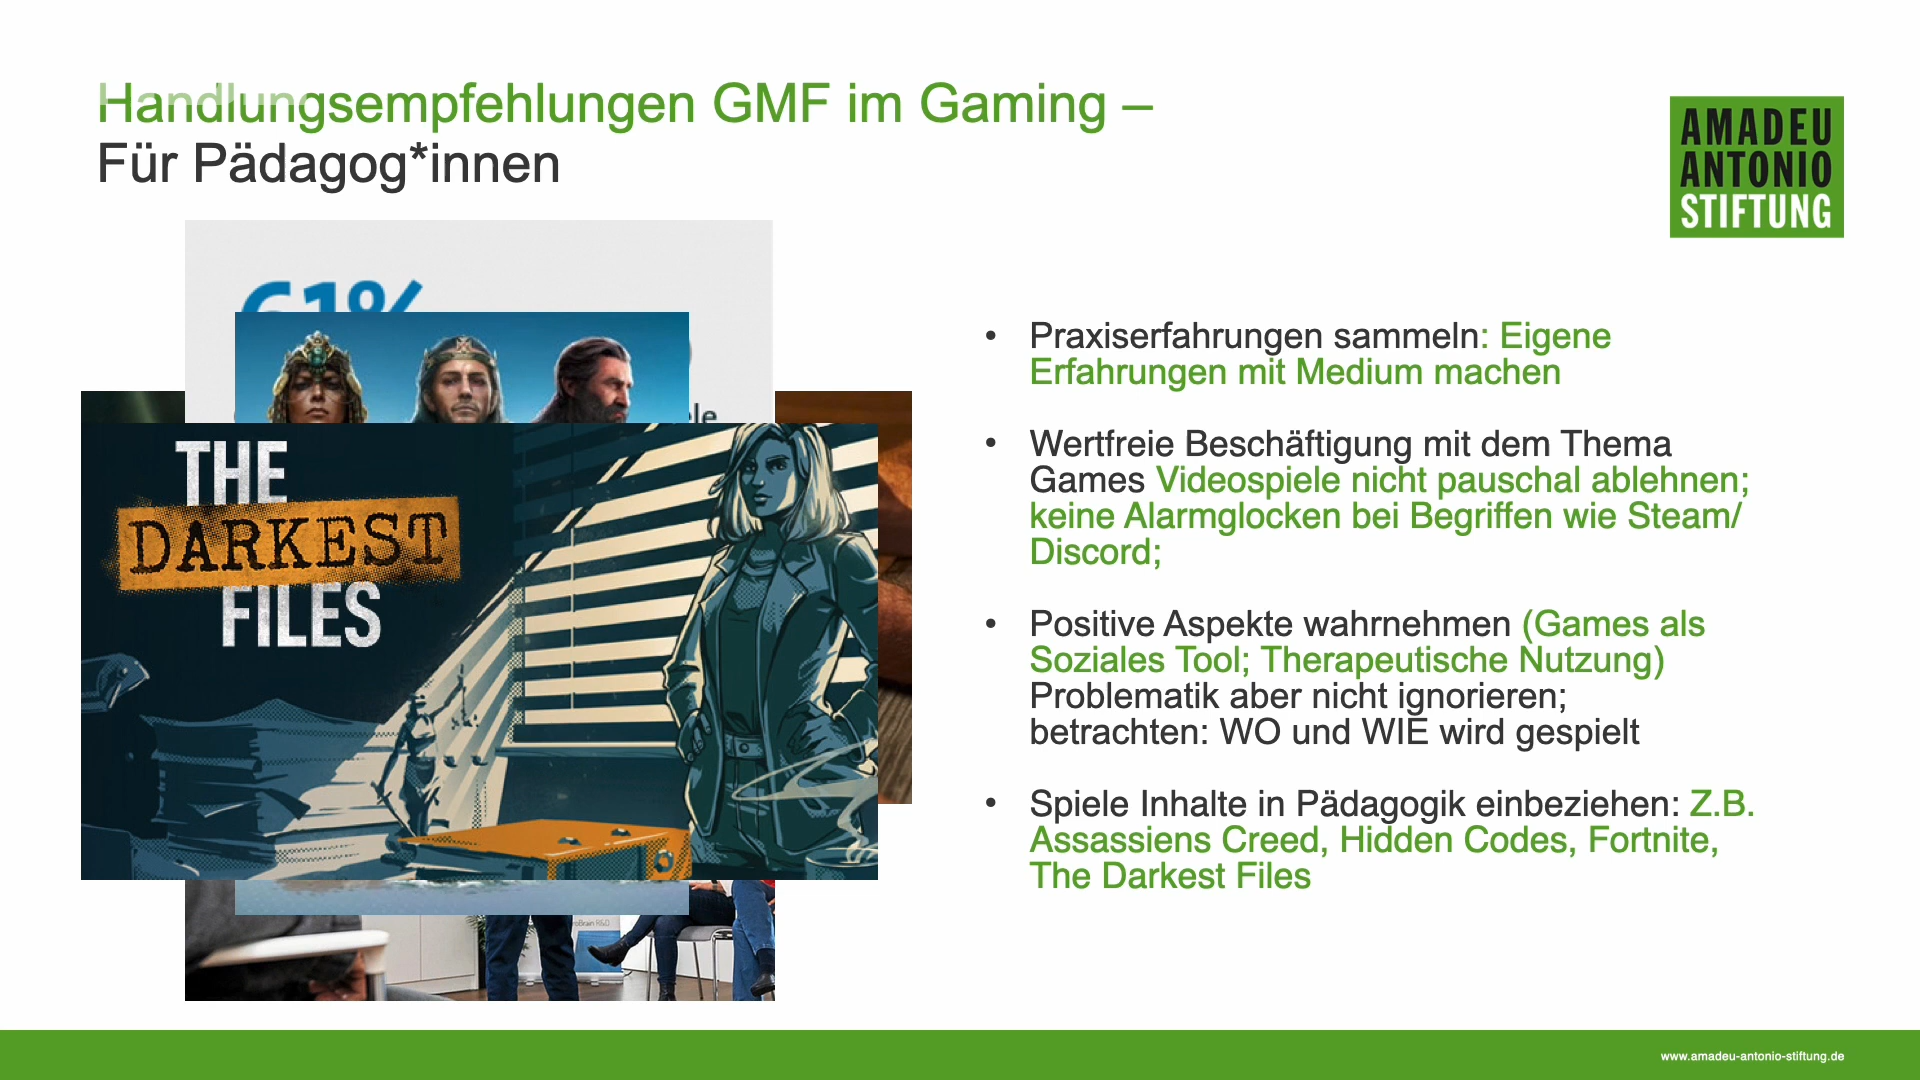 Handlungsempfehlungen GMF im Gaming –
Für Pädagog*innen
AMADEU
ANTONIO
STIFTUNG
61%
THE
DARKEST
FILES
• Praxiserfahrungen sammeln: Eigene
Erfahrungen mit Medium machen
• Wertfreie Beschäftigung mit dem Thema
Games Videospiele nicht pauschal ablehnen;
keine Alarmglocken bei Begriffen wie Steam/
Discord;
• Positive Aspekte wahrnehmen (Games als
Soziales Tool; Therapeutische Nutzung)
Problematik aber nicht ignorieren;
betrachten: WO und WIE wird gespielt
• Spiele Inhalte in Pädagogik einbeziehen: Z.B.
Assassiens Creed, Hidden Codes, Fortnite,
The Darkest Files
www.amadeu-antonio-stiftung.de